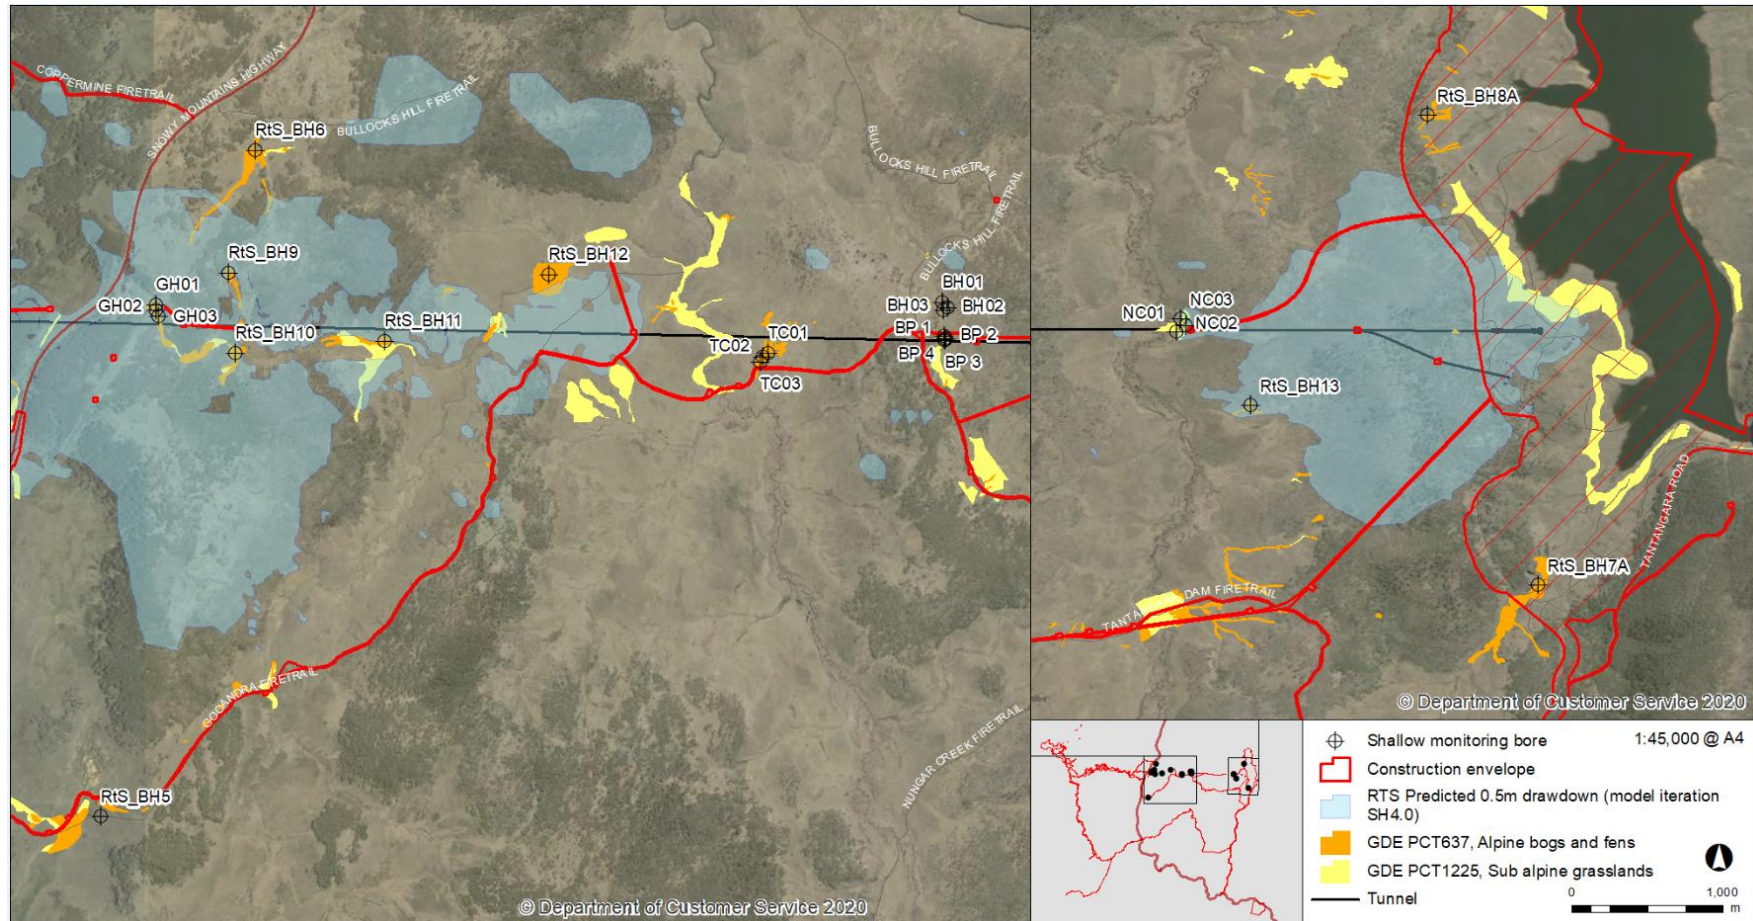 COPPERMINE FIRETRAIL
SNOWY MOUNTAINS HIGHWAY
BULLOCKS HILL FIRETRAIL
RtS_BH6
RtS_BH9
GH01
GH02
GH03
RtS_BH10
RtS_BH11
RtS_BH12
BULLOCKS HILL FIRETRAIL
BULLOCKS HILL FIRETRAIL
BH01
BH03
BH02
BP 1
BP 2
BP 4
BP 3
TC01
TC02
TC03
GOOANDRA FIRETRAIL
RtS_BH5
NUNGAR CREEK FIRETRAIL
© Department of Customer Service 2020
RtS_BH8A
NC03
NC01
NC02
RtS_BH13
RtS_BH7A
TANTANGARA ROAD
DAM FIRETRAIL
© Department of Customer Service 2020
Shallow monitoring bore
1:45,000 @ A4
Construction envelope
RTS Predicted 0.5m drawdown (model iteration
SH4.0)
GDE PCT637, Alpine bogs and fens
GDE PCT1225, Sub alpine grasslands
Tunnel
0 1,000
m